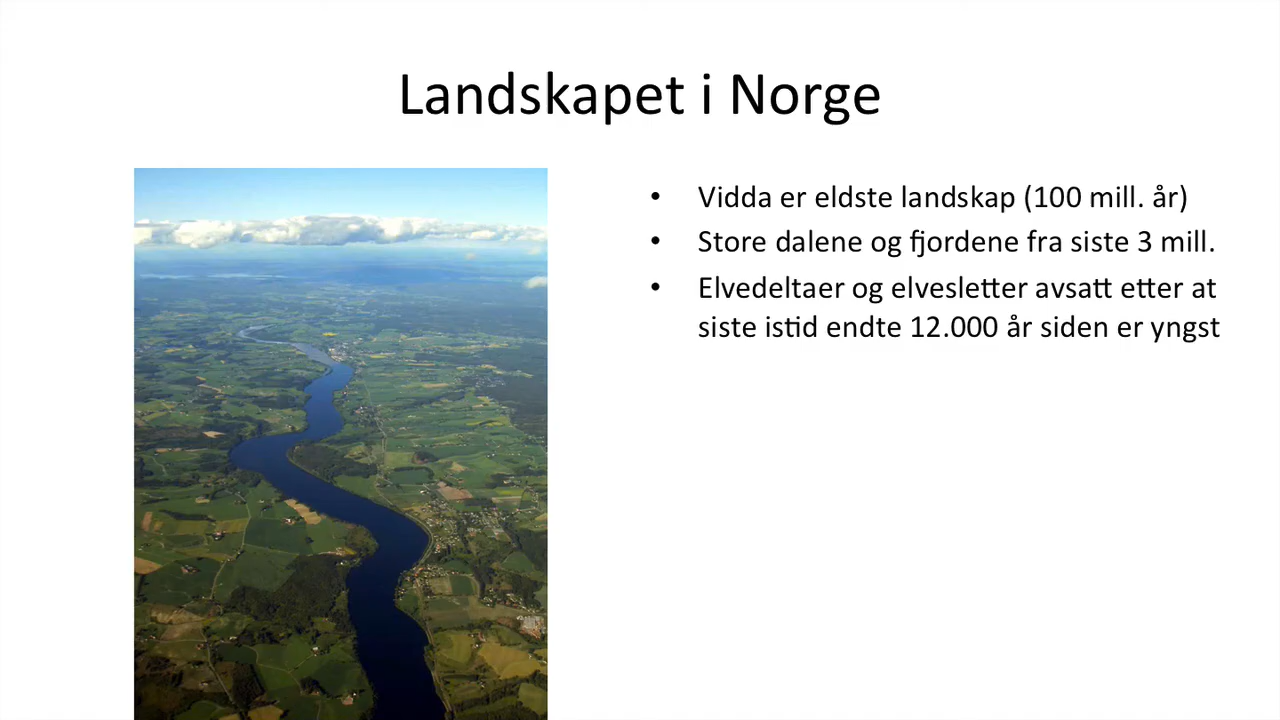 Landskapet i Norge
• Vidda er eldste landskap (100 mill. år)
• Store dalene og fjordene fra siste 3 mill.
• Elvedeltaer og elvesletter avsatt etter at
siste istid endte 12.000 år siden er yngst